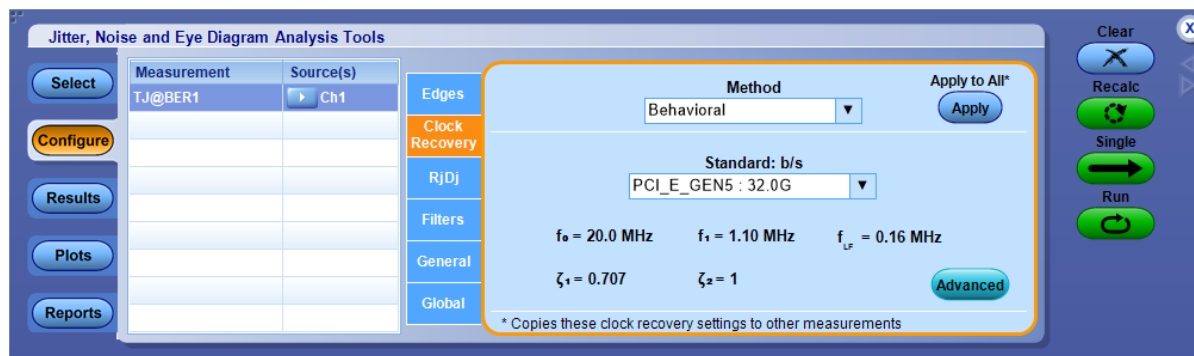 Jitter, Noise and Eye Diagram Analysis Tools
Select
Configure
Results
Plots
Reports
Measurement Source(s)
TJ@BER1 Ch1
Edges
Clock
Recovery
RjDj
Filters
General
Global
Method
Behavioral
Apply to All*
Apply
Standard: b/s
PCI_E_GEN5 : 32.0G
f₀ = 20.0 MHz f₁ = 1.10 MHz f_LF = 0.16 MHz
ζ₁ = 0.707 ζ₂ = 1
Advanced
* Copies these clock recovery settings to other measurements
Clear
X
Recalc
Single
Run